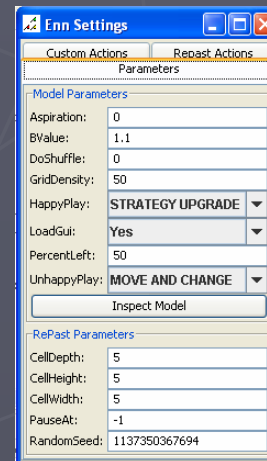 Enn Settings
Custom Actions Repast Actions
Parameters
Model Parameters
Aspiration: 0
BValue: 1.1
DoShuffle: 0
GridDensity: 50
HappyPlay: STRATEGY UPGRADE
LoadGui: Yes
PercentLeft: 50
UnhappyPlay: MOVE AND CHANGE
Inspect Model
RePast Parameters
CellDepth: 5
CellHeight: 5
CellWidth: 5
PauseAt: -1
RandomSeed: 1137350367694